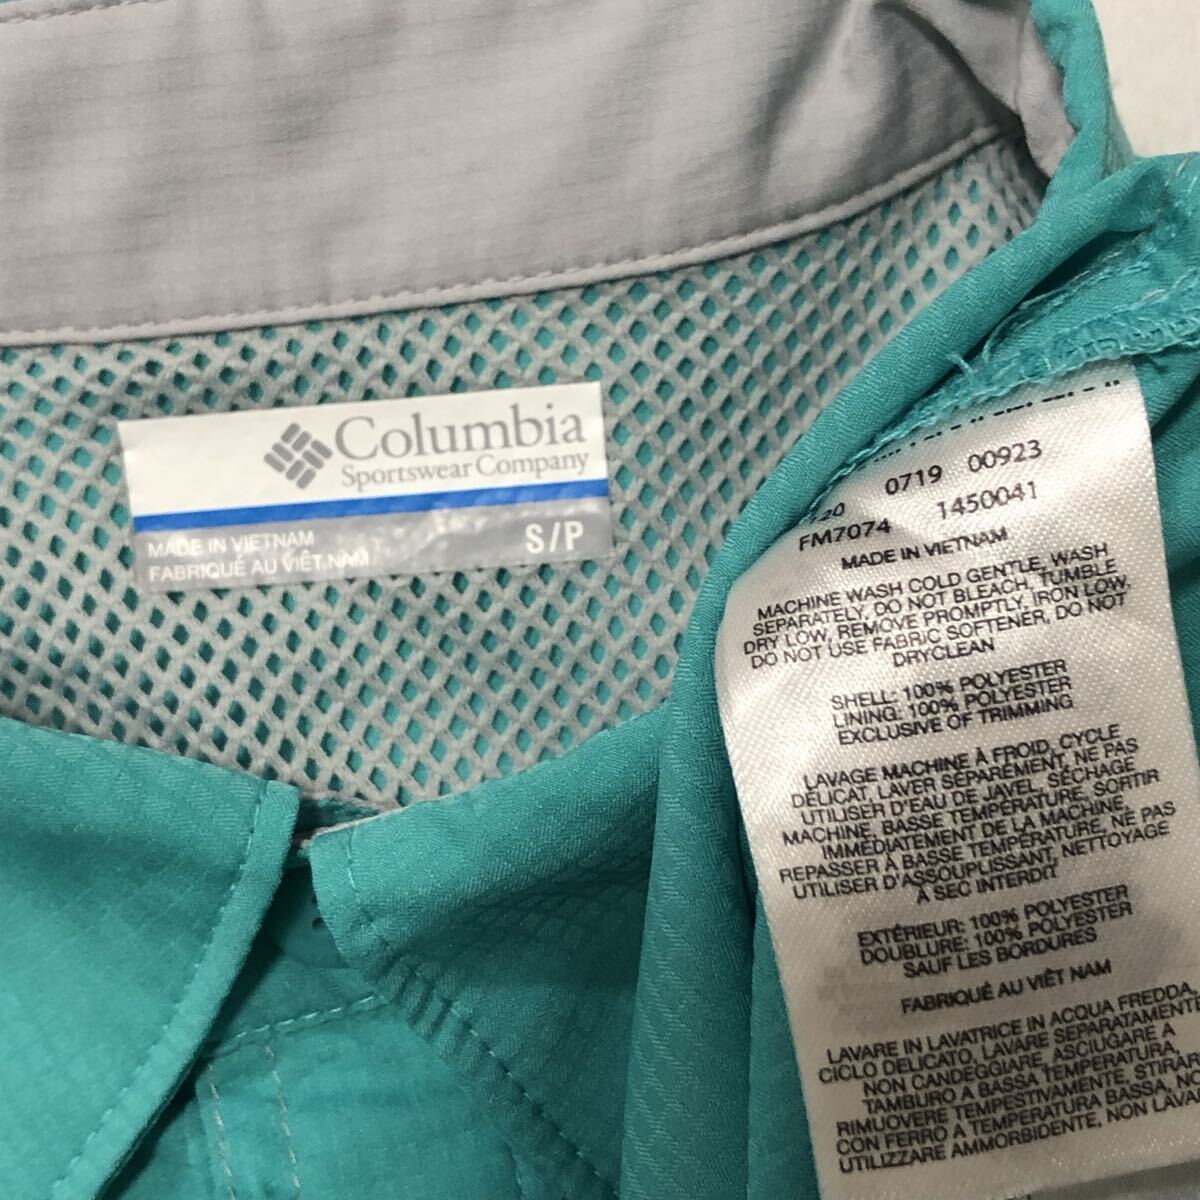 Columbia
Sportswear Company
MADE IN VIETNAM
FABRIQUÉ AU VIÊT NAM
S/P
0719 00923
FM7074 1450041
MADE IN VIETNAM
MACHINE WASH COLD GENTLE, WASH
SEPARATELY, DO NOT BLEACH, TUMBLE
DRY LOW, REMOVE PROMPTLY, IRON LOW,
DO NOT USE FABRIC SOFTENER, DO NOT
DRYCLEAN
SHELL: 100% POLYESTER
LINING: 100% POLYESTER
EXCLUSIVE OF TRIMMING
LAVAGE MACHINE À FROID, CYCLE
DÉLICAT, LAVER SÉPARÉMENT, NE PAS
UTILISER D'EAU DE JAVEL, SÉCHAGE
MACHINE, BASSE TEMPÉRATURE, SORTIR
IMMÉDIATEMENT DE LA MACHINE,
REPASSER À BASSE TEMPÉRATURE, NE PAS
UTILISER D'ASSOUPLISSANT, NETTOYAGE
À SEC INTERDIT
EXTÉRIEUR: 100% POLYESTER
DOUBLURE: 100% POLYESTER
SAUF LES BORDURES
FABRIQUÉ AU VIÊT NAM
LAVARE IN LAVATRICE IN ACQUA FREDDA,
CICLO DELICATO, LAVARE SEPARATAMENTE
NON CANDEGGIARE, ASCIUGARE A
TAMBURO A BASSA TEMPERATURA,
RIMUOVERE TEMPESTIVAMENTE, STIRARE
CON FERRO A TEMPERATURA BASSA,
UTILIZZARE AMMORBIDENTE, NON